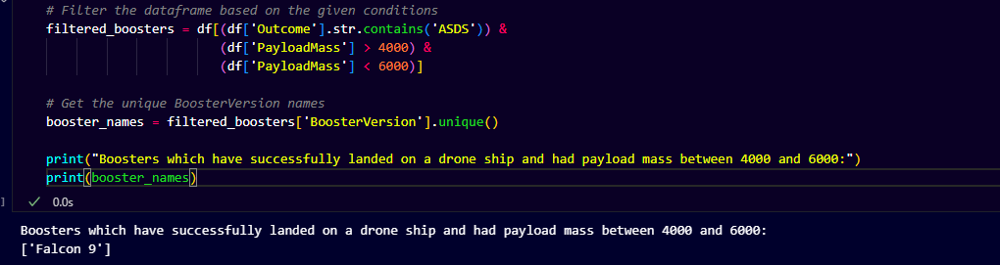 # Filter the dataframe based on the given conditions
filtered_boosters = df[(df['Outcome'].str.contains('ASDS')) &
(df['PayloadMass'] > 4000) &
(df['PayloadMass'] < 6000)]
# Get the unique BoosterVersion names
booster_names = filtered_boosters['BoosterVersion'].unique()
print("Boosters which have successfully landed on a drone ship and had payload mass between 4000 and 6000:")
print(booster_names)
] ✓ 0.0s
Boosters which have successfully landed on a drone ship and had payload mass between 4000 and 6000:
['Falcon 9']